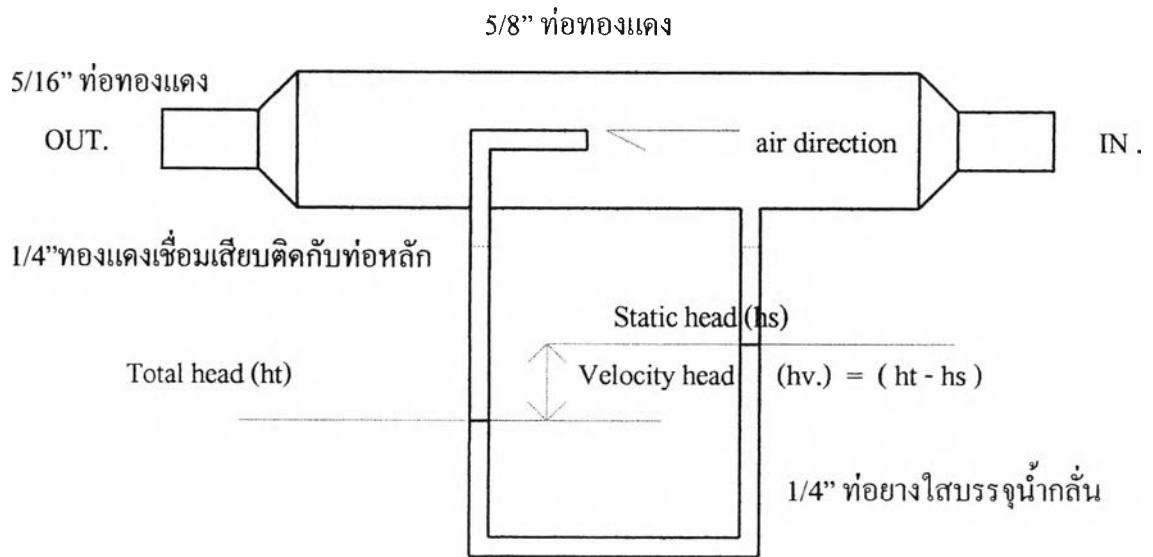 5/8” ท่อทองแดง
5/16” ท่อทองแดง
OUT.
air direction
IN .
1/4”ทองแดงเชื่อมเสียบติดกับท่อหลัก
Static head (hs)
Total head (ht)
Velocity head (hv.) = ( ht - hs )
1/4” ท่อยางใสบรรจุน้ำกลั่น